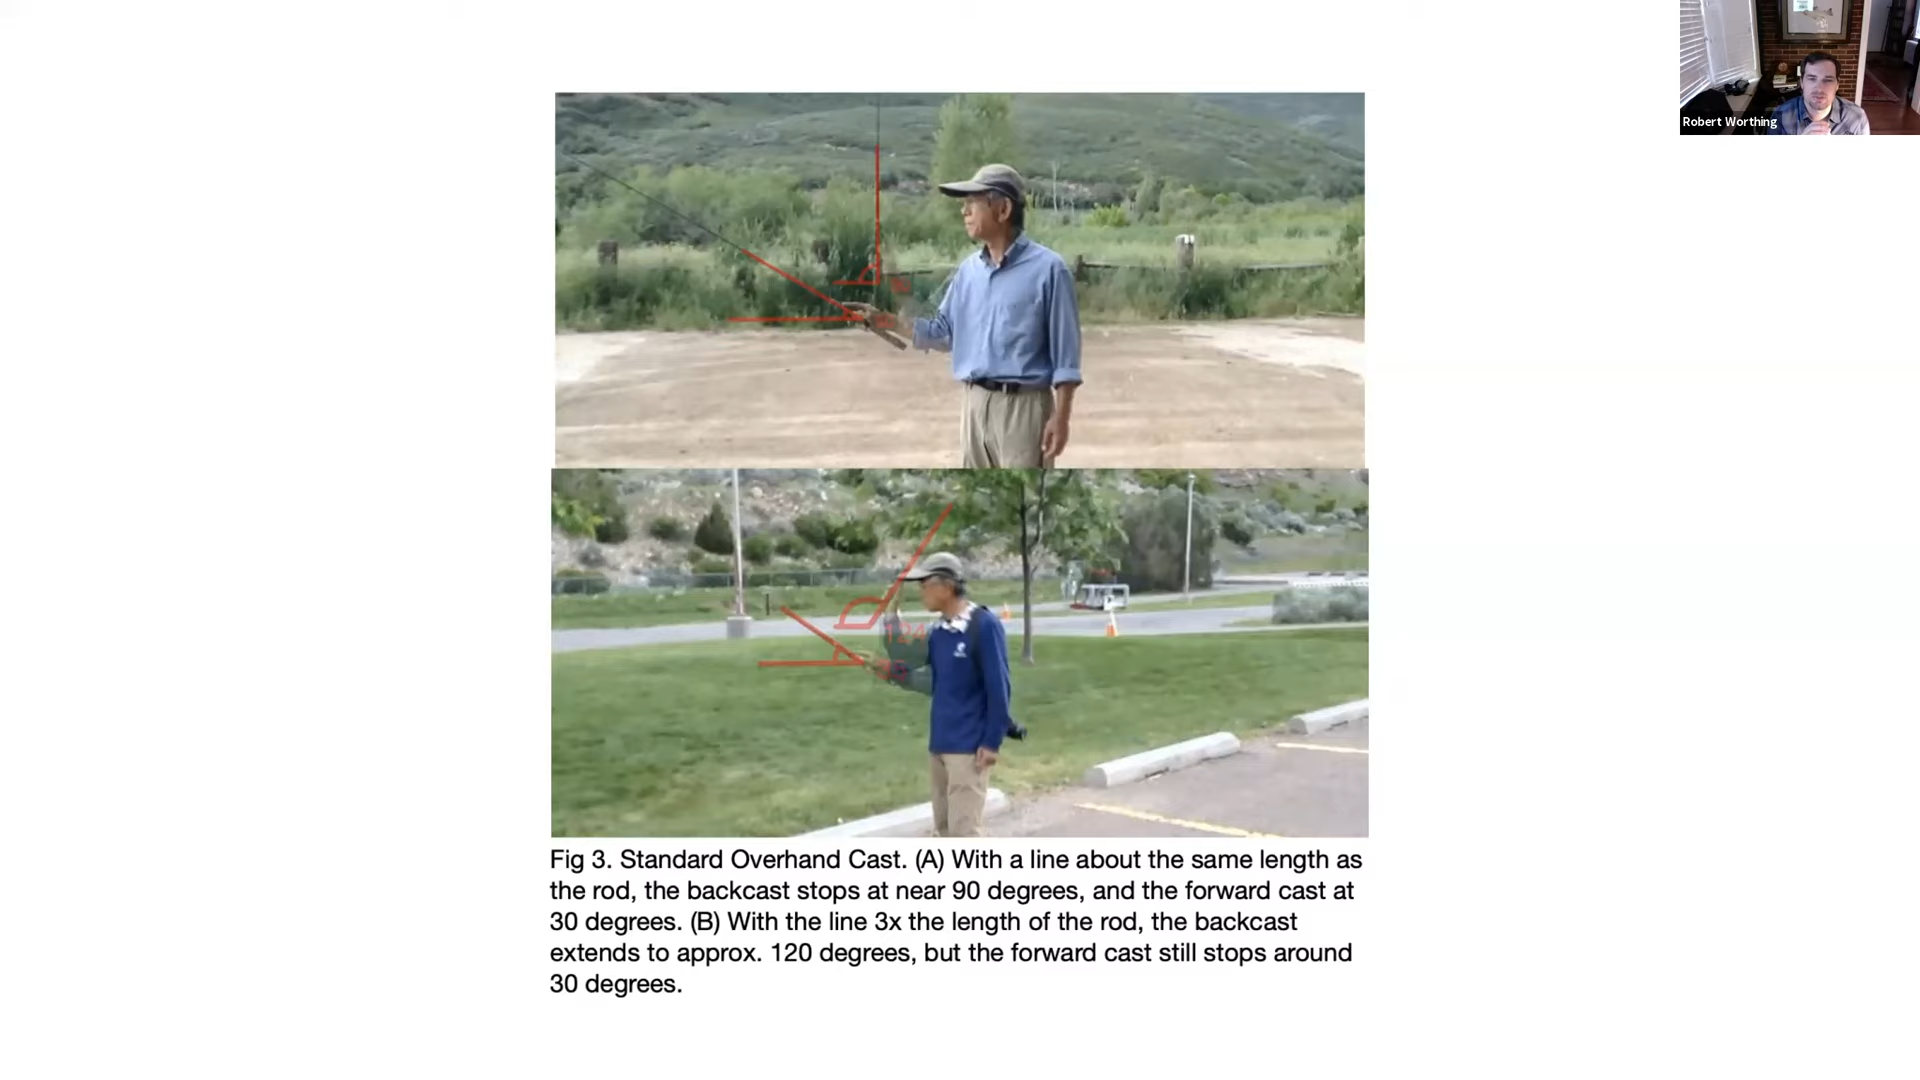 Robert Worthing
124
Fig 3. Standard Overhand Cast. (A) With a line about the same length as
the rod, the backcast stops at near 90 degrees, and the forward cast at
30 degrees. (B) With the line 3x the length of the rod, the backcast
extends to approx. 120 degrees, but the forward cast still stops around
30 degrees.